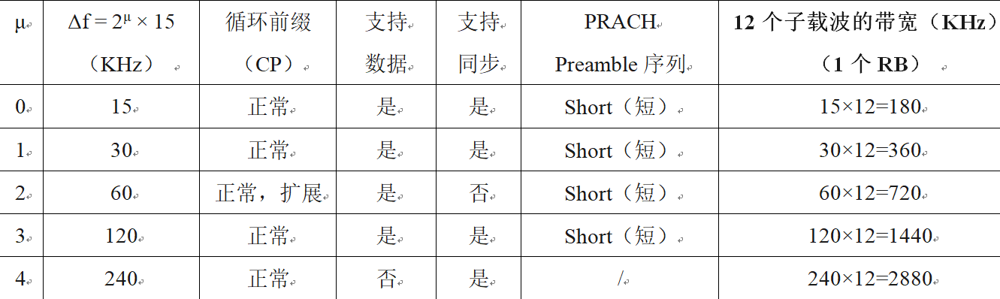 μ Δf = 2^μ × 15 循环前缀 支持 支持 PRACH 12 个子载波的带宽（KHz）
（KHz） （CP） 数据 同步 Preamble 序列 （1 个 RB）
0 15 正常 是 是 Short（短） 15×12=180
1 30 正常 是 是 Short（短） 30×12=360
2 60 正常，扩展 是 否 Short（短） 60×12=720
3 120 正常 是 是 Short（短） 120×12=1440
4 240 正常 否 是 / 240×12=2880